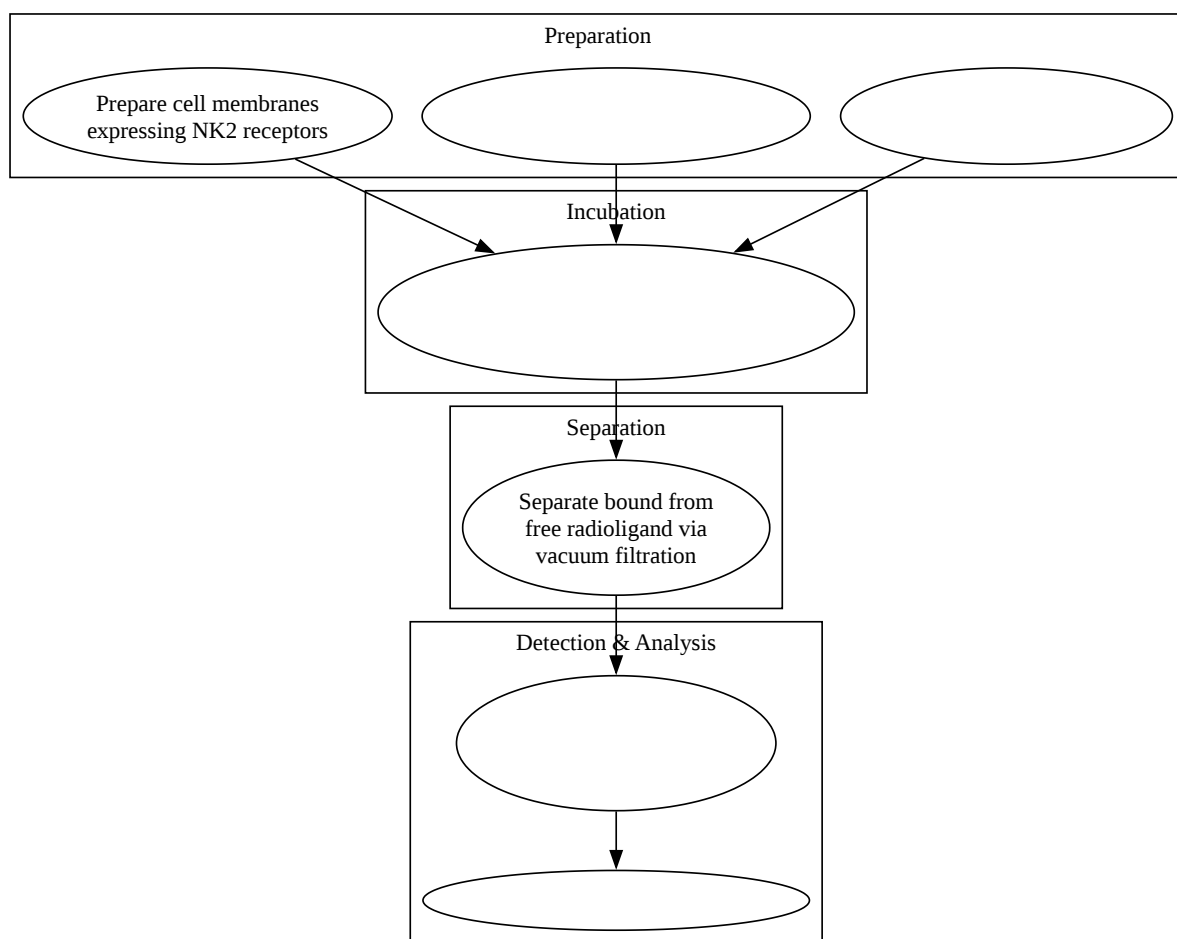 Preparation
Prepare cell membranes
expressing NK2 receptors
Incubation
Separation
Separate bound from
free radioligand via
vacuum filtration
Detection & Analysis